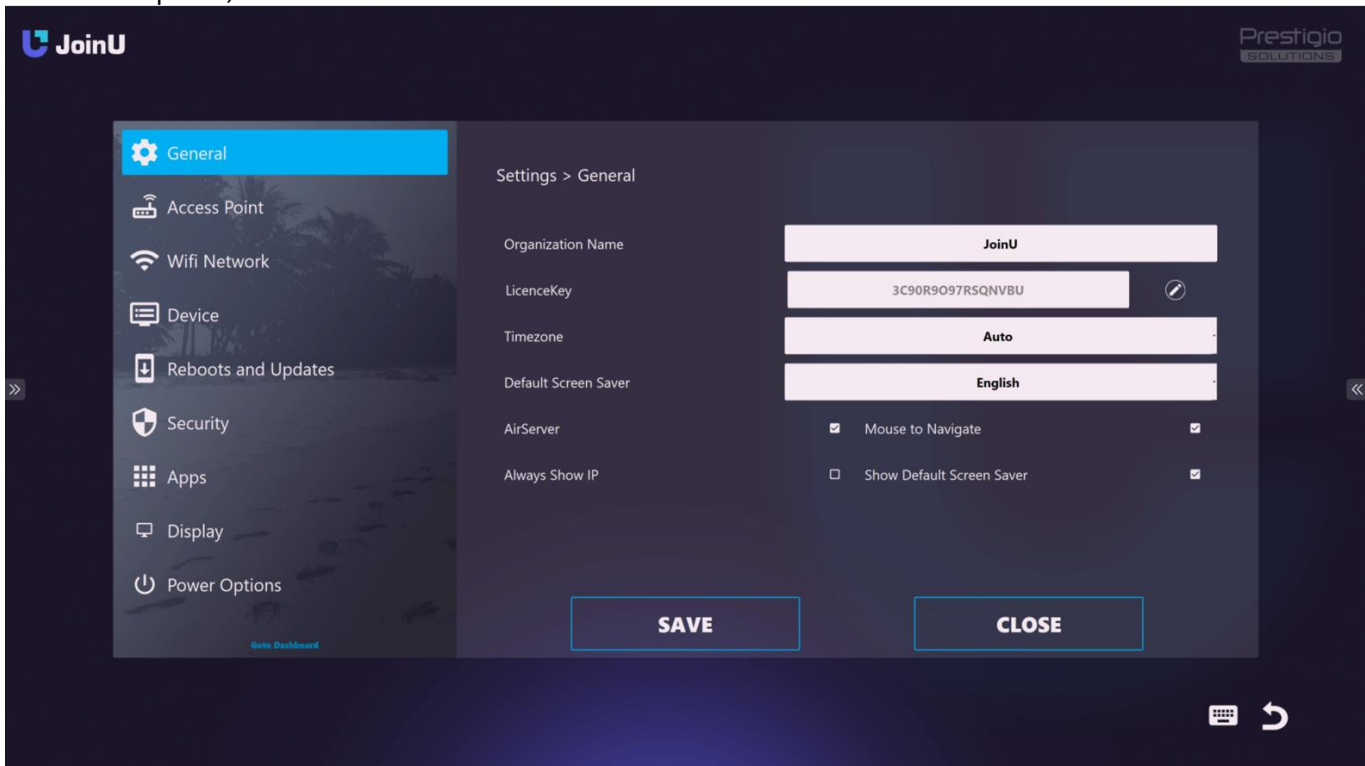 JoinU
Prestigio
SOLUTIONS
General
Access Point
Wifi Network
Device
Reboots and Updates
Security
Apps
Display
Power Options
Goto Dashboard
Settings > General
Organization Name JoinU
LicenceKey 3C90R9O97RSQNVBU
Timezone Auto
Default Screen Saver English
AirServer Mouse to Navigate
Always Show IP Show Default Screen Saver
SAVE CLOSE